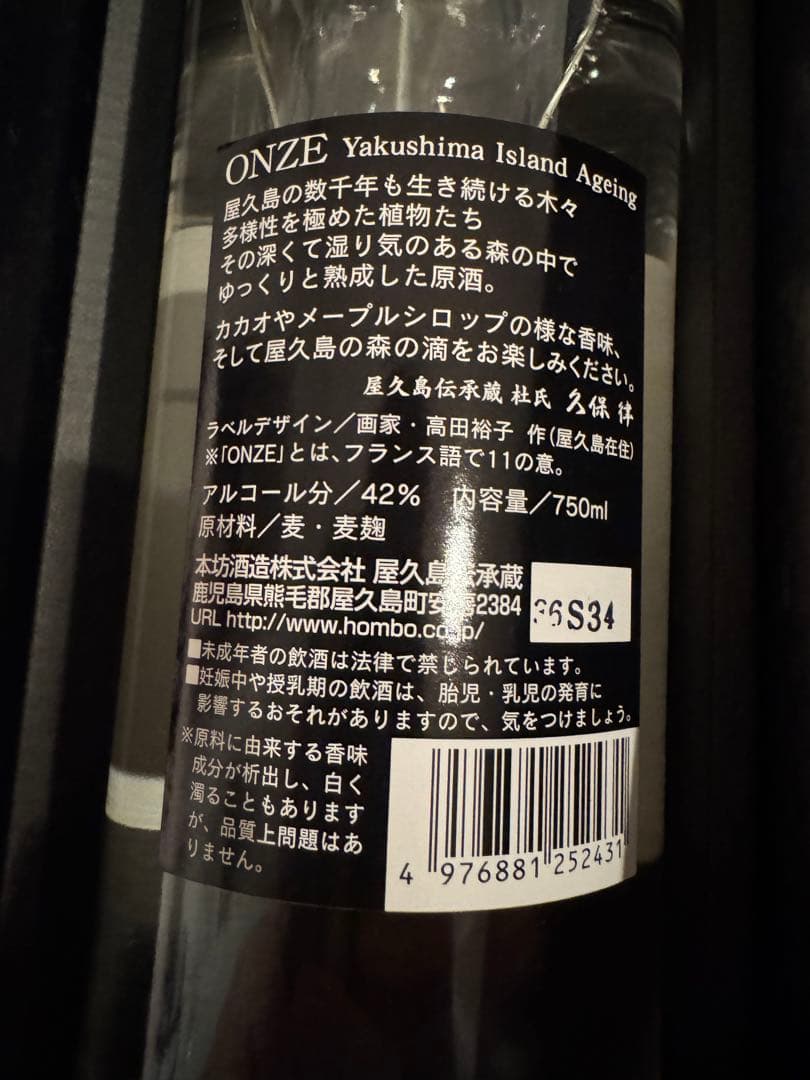 ONZE Yakushima Island Ageing
屋久島の数千年も生き続ける木々
多様性を極めた植物たち
その深くて湿り気のある森の中で
ゆっくりと熟成した原酒。
カカオやメープルシロップの様な香味、
そして屋久島の森の滴をお楽しみください。
屋久島伝承蔵 杜氏 久保 律
ラベルデザイン／画家・高田裕子 作(屋久島在住)
※「ONZE」とは、フランス語で11の意。
アルコール分／42% 内容量／750ml
原材料／麦・麦麹
本坊酒造株式会社 屋久島伝承蔵
鹿児島県熊毛郡屋久島町安房2384
URL http://www.hombo.co.jp/
36S34
■未成年者の飲酒は法律で禁じられています。
■妊娠中や授乳期の飲酒は、胎児・乳児の発育に
影響するおそれがありますので、気をつけましょう。
※原料に由来する香味
成分が析出し、白く
濁ることもあります
が、品質上問題はあ
りません。
4 976881 252431